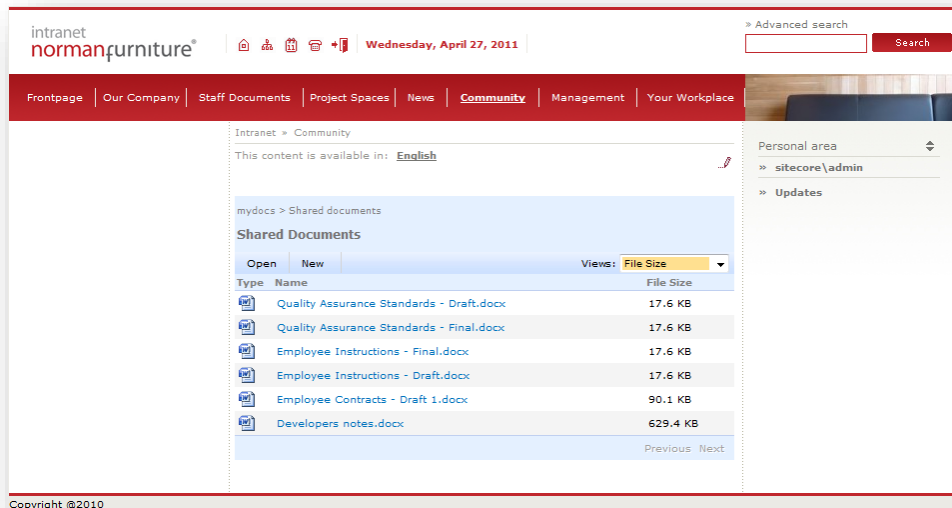 intranet
normanfurniture®
11
Wednesday, April 27, 2011
» Advanced search
Search
Frontpage
Our Company
Staff Documents
Project Spaces
News
Community
Management
Your Workplace
Intranet » Community
This content is available in: English
Personal area
» sitecore\admin
» Updates
mydocs > Shared documents
Shared Documents
Open New Views: File Size
Type Name File Size
Quality Assurance Standards - Draft.docx 17.6 KB
Quality Assurance Standards - Final.docx 17.6 KB
Employee Instructions - Final.docx 17.6 KB
Employee Instructions - Draft.docx 17.6 KB
Employee Contracts - Draft 1.docx 90.1 KB
Developers notes.docx 629.4 KB
Previous Next
Copyright @2010